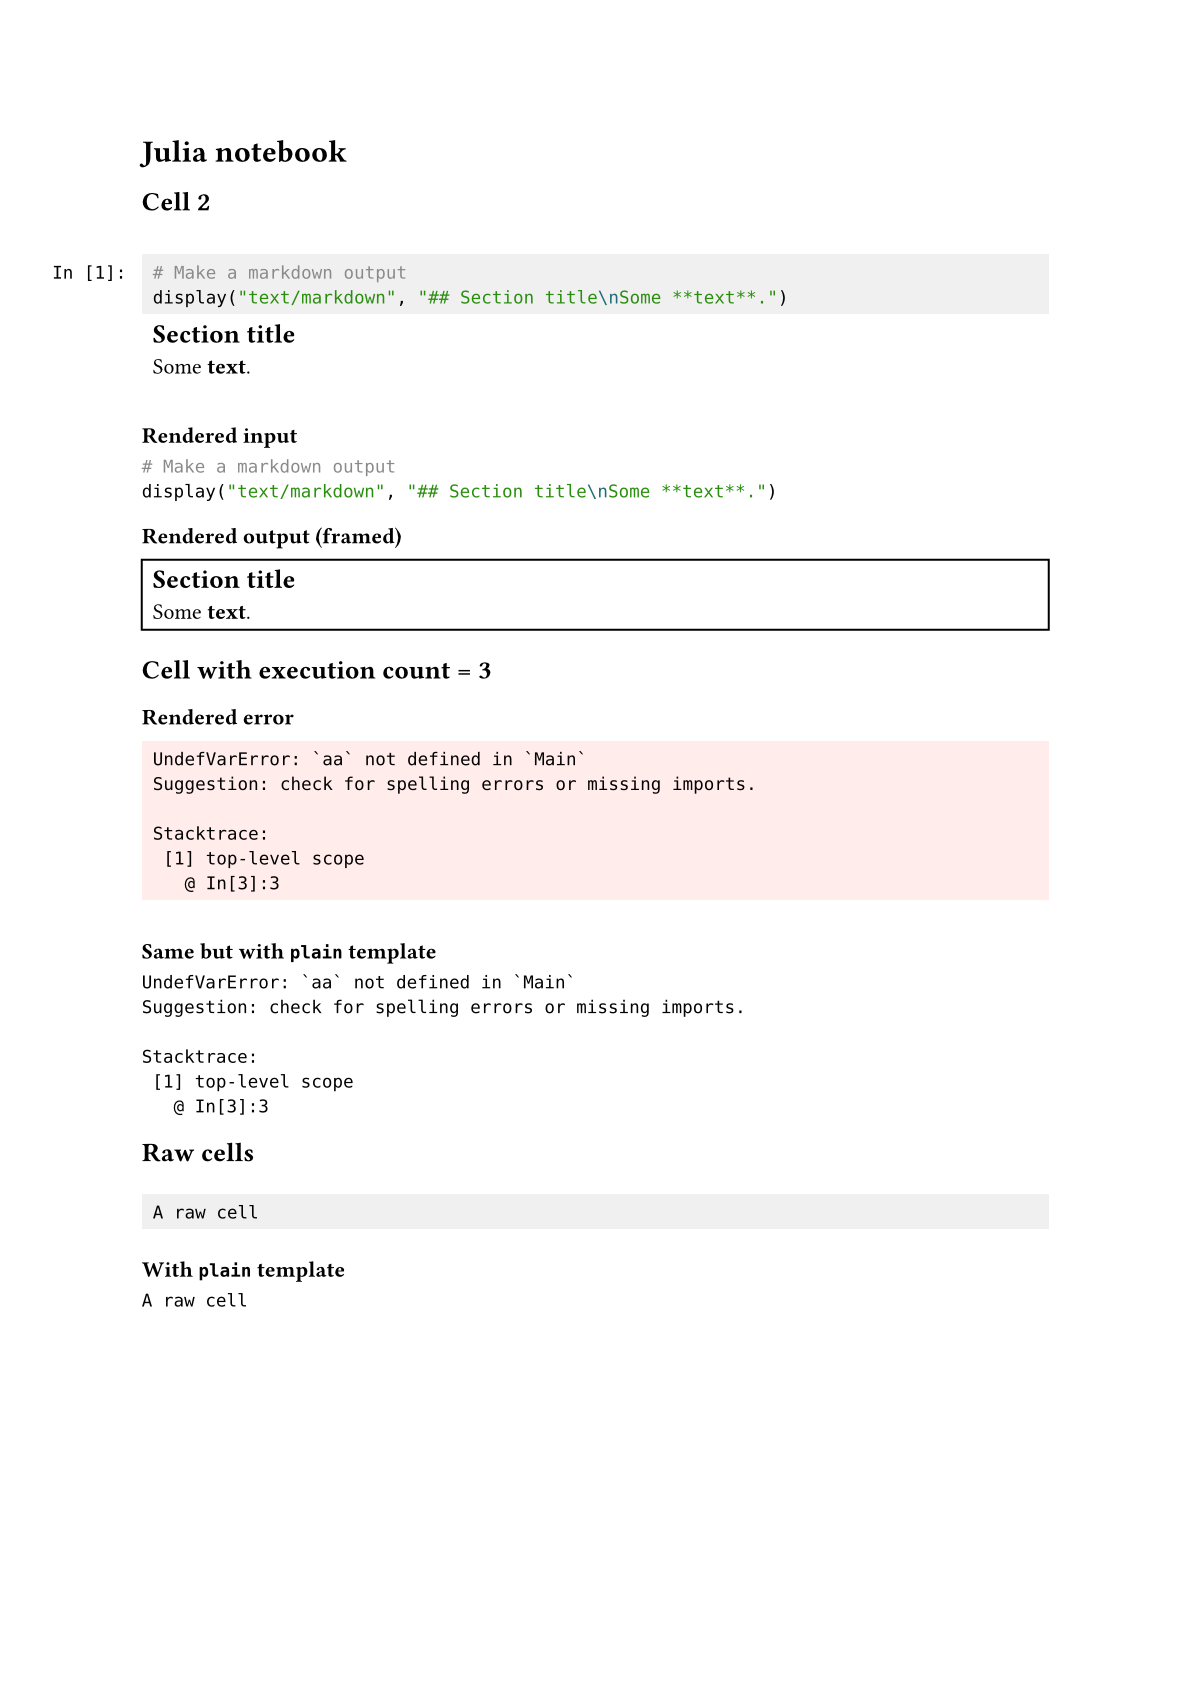 Julia notebook
Cell 2
In [1]: # Make a markdown output
display("text/markdown", "## Section title\nSome **text**.")
Section title
Some text.
Rendered input
# Make a markdown output
display("text/markdown", "## Section title\nSome **text**.")
Rendered output (framed)
Section title
Some text.
Cell with execution count = 3
Rendered error
UndefVarError: `aa` not defined in `Main`
Suggestion: check for spelling errors or missing imports.
Stacktrace:
[1] top-level scope
@ In[3]:3
Same but with plain template
UndefVarError: `aa` not defined in `Main`
Suggestion: check for spelling errors or missing imports.
Stacktrace:
[1] top-level scope
@ In[3]:3
Raw cells
A raw cell
With plain template
A raw cell